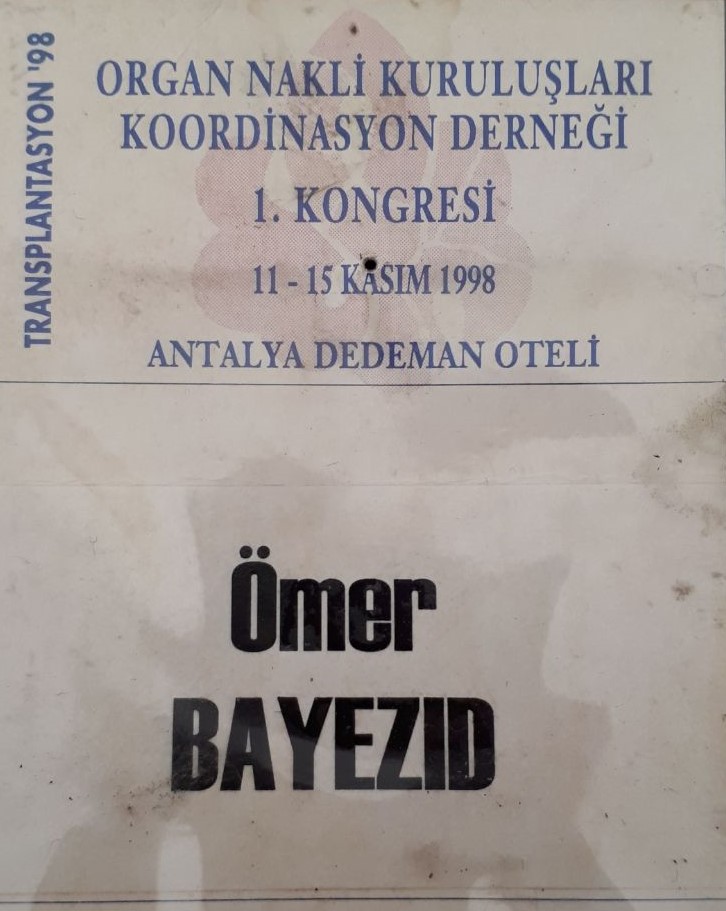 TRANSPLANTASYON '98
ORGAN NAKLİ KURULUŞLARI
KOORDİNASYON DERNEĞİ
1. KONGRESİ
11 - 15 KASIM 1998
ANTALYA DEDEMAN OTELİ
Ömer
BAYEZID